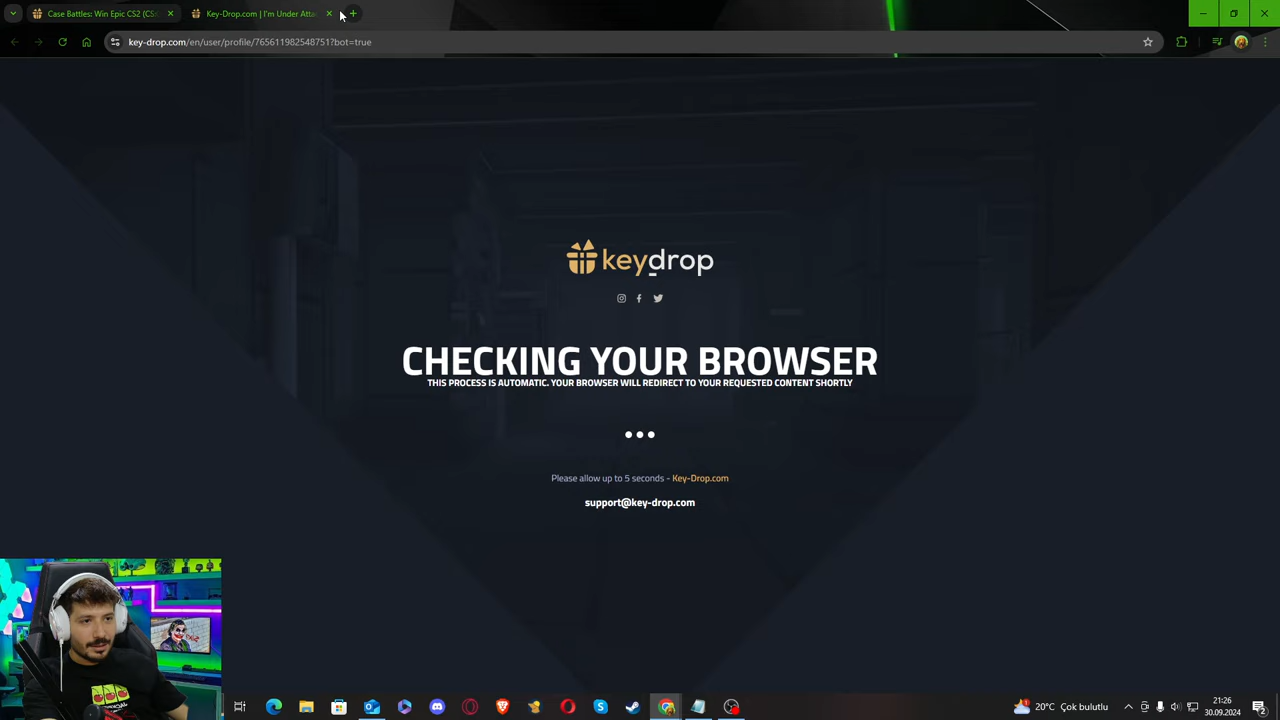 Case Battles: Win Epic CS2 (CS
Key-Drop.com | I'm Under Atta
key-drop.com/en/user/profile/76561198254875​1?bot=true
keydrop
CHECKING YOUR BROWSER
THIS PROCESS IS AUTOMATIC. YOUR BROWSER WILL REDIRECT TO YOUR REQUESTED CONTENT SHORTLY
Please allow up to 5 seconds - Key-Drop.com
support@key-drop.com
20°C Çok bulutlu
21:26
30.09.2024